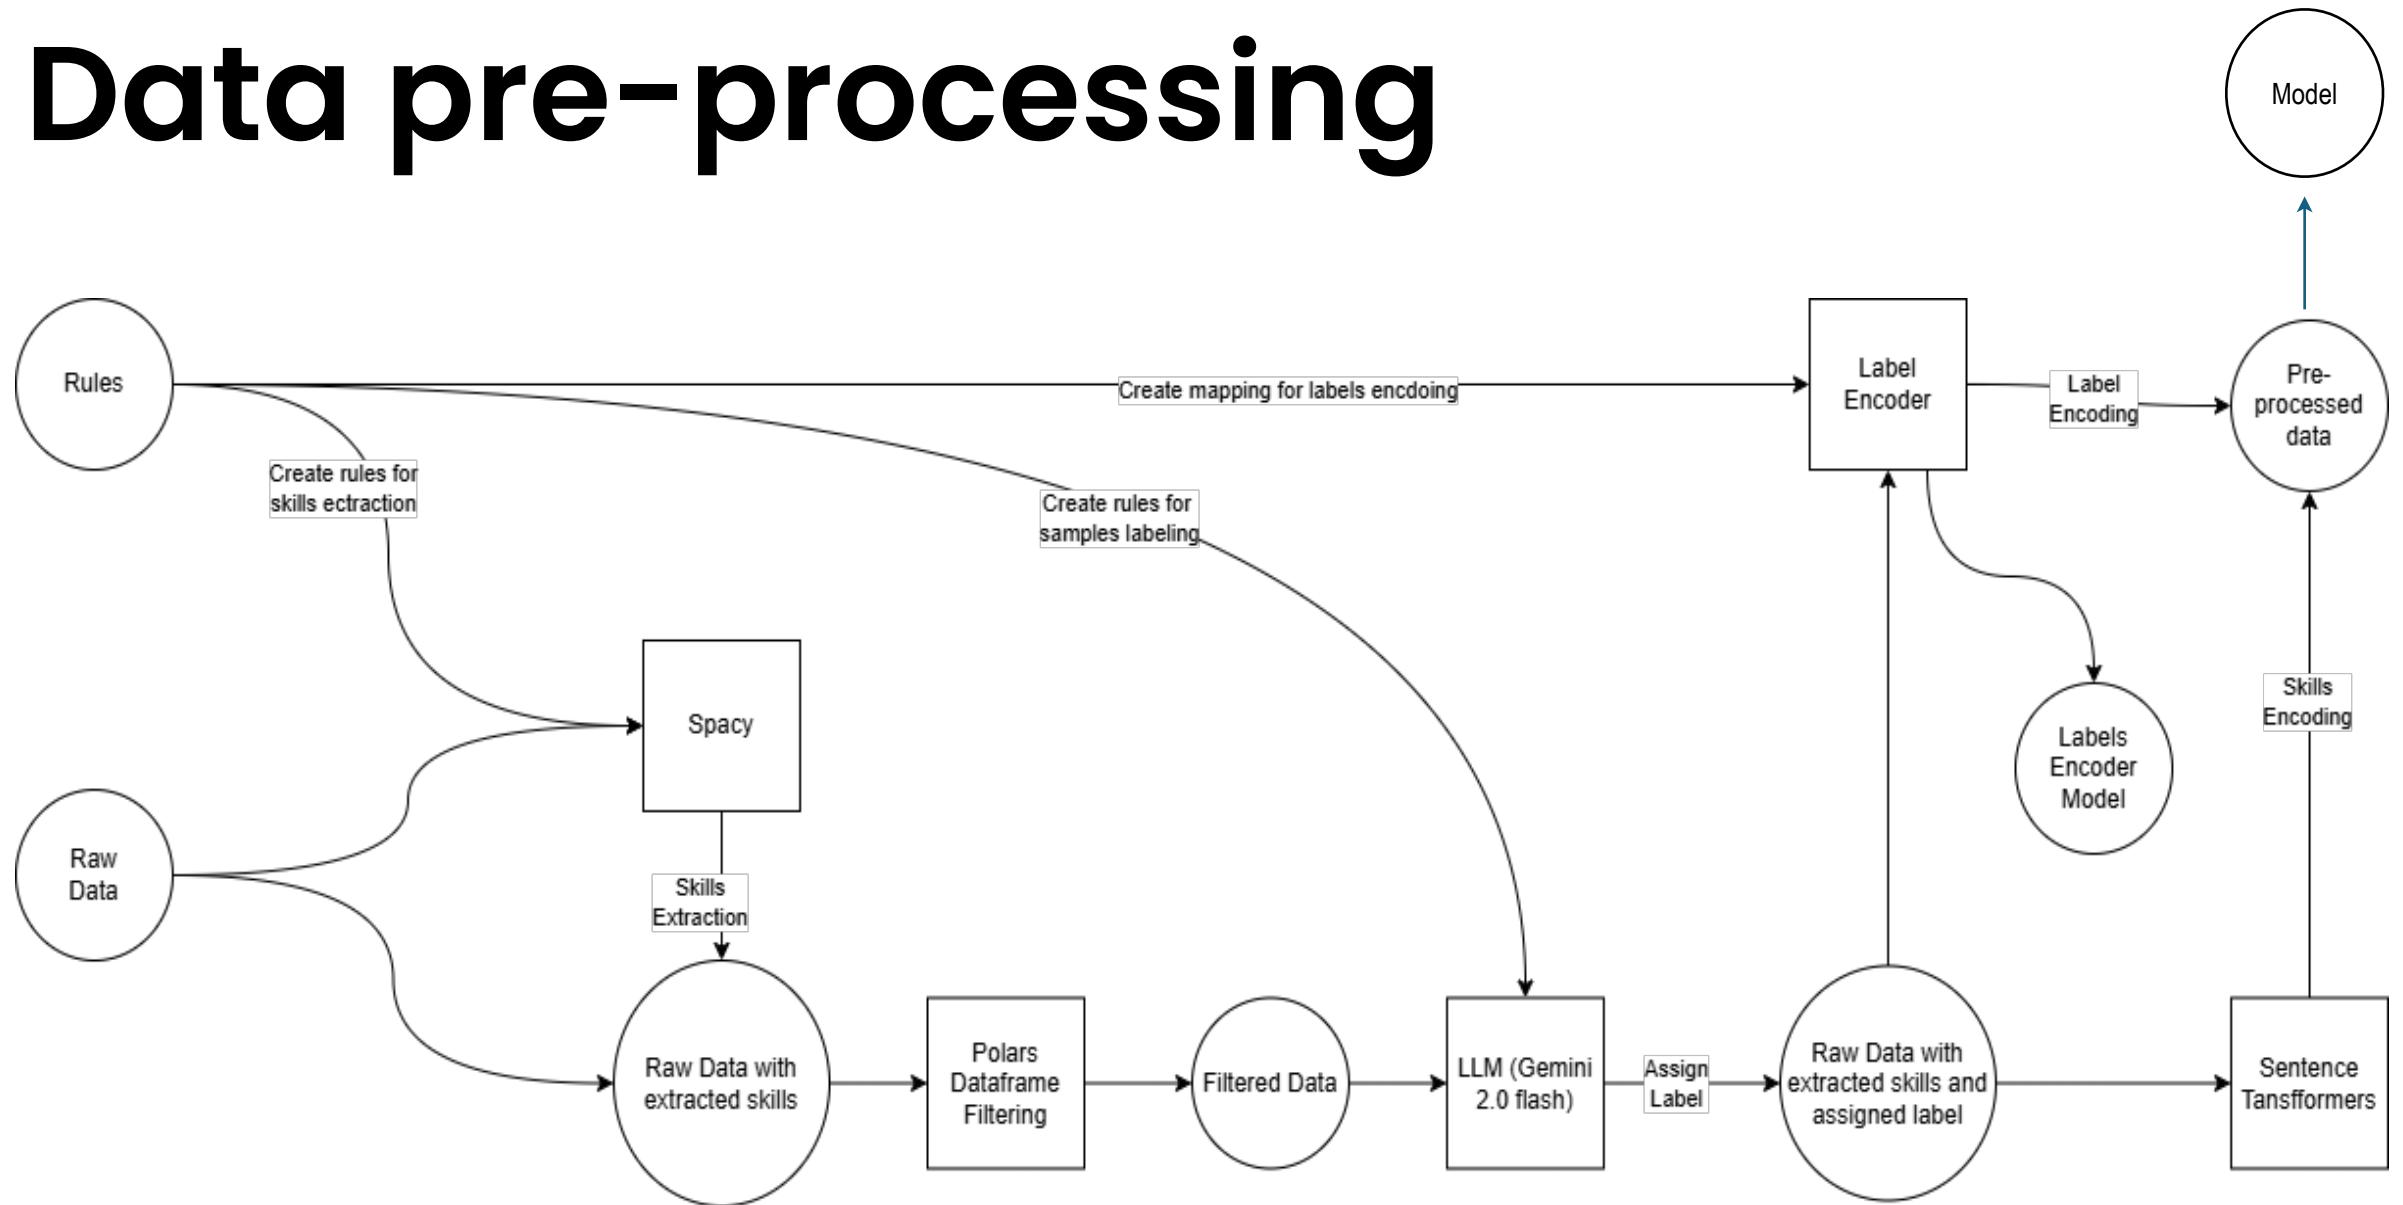 Data pre-processing
Model
Rules
Create mapping for labels encdoing
Label
Encoder
Label
Encoding
Pre-
processed
data
Create rules for
skills ectraction
Create rules for
samples labeling
Spacy
Skills
Encoding
Labels
Encoder
Model
Raw
Data
Skills
Extraction
Raw Data with
extracted skills
Polars
Dataframe
Filtering
Filtered Data
LLM (Gemini
2.0 flash)
Assign
Label
Raw Data with
extracted skills and
assigned label
Sentence
Tansfformers